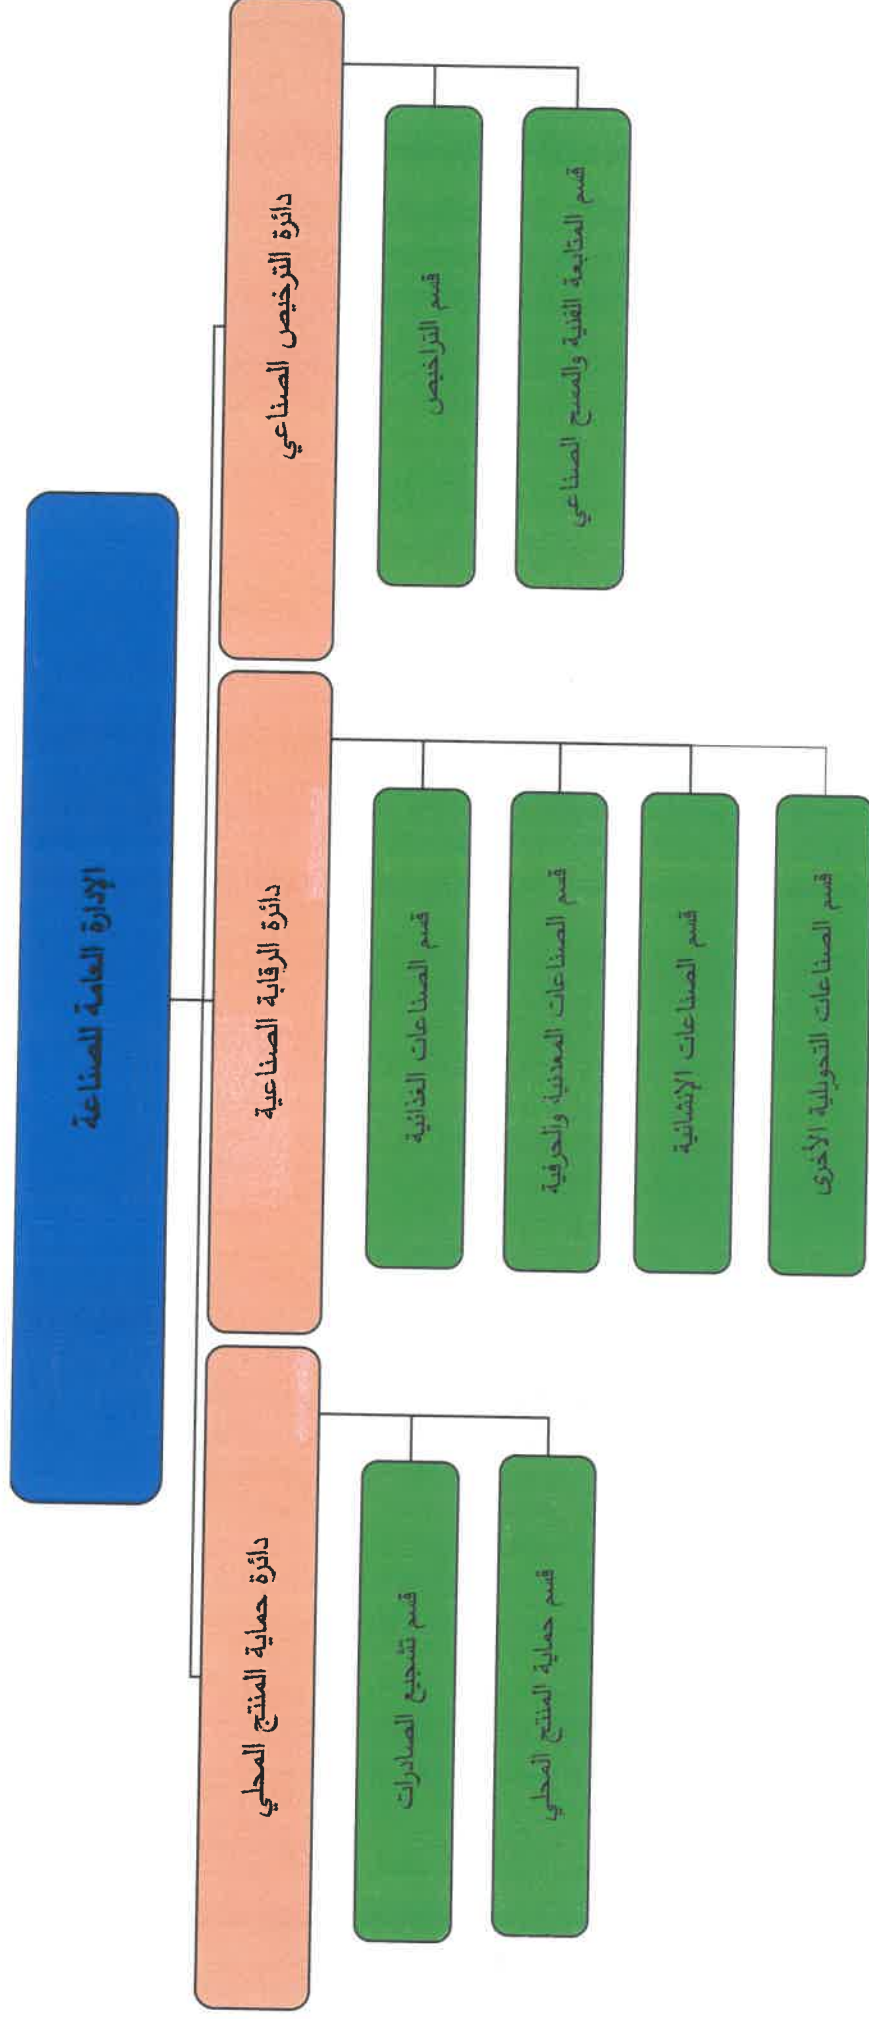 الإدارة العامة للصناعة
دائرة الترخيص الصناعي
قسم التراخيص
قسم المتابعة الفنية والمسح الصناعي
دائرة الرقابة الصناعية
قسم الصناعات الغذائية
قسم الصناعات المعدنية والحرفية
قسم الصناعات الإنشائية
قسم الصناعات التحويلية الأخرى
دائرة حماية المنتج المحلي
قسم تشجيع الصادرات
قسم حماية المنتج المحلي